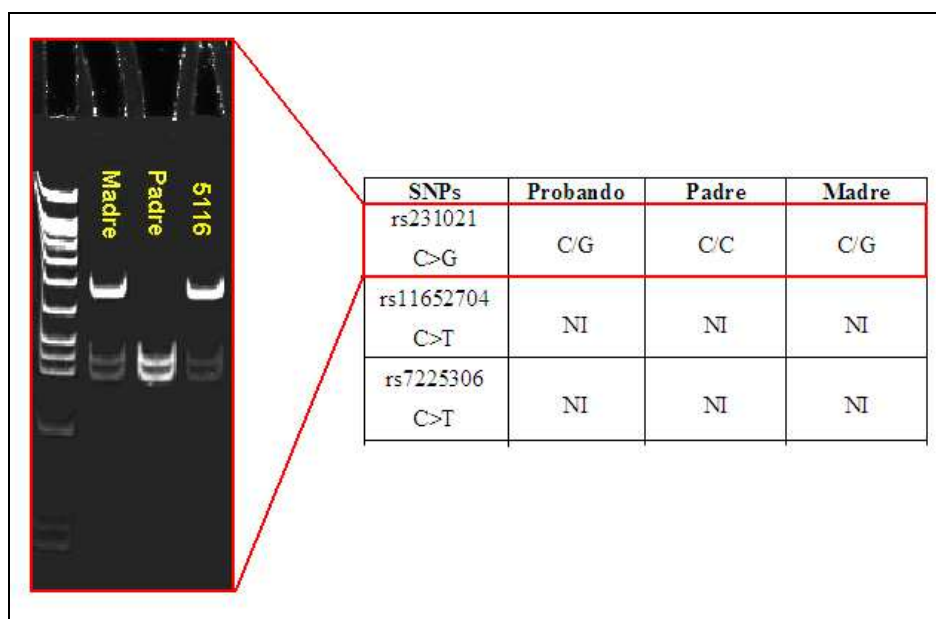 Madre
Padre
5116
SNPs Probando Padre Madre
rs231021
C>G
C/G C/C C/G
rs11652704
C>T
NI NI NI
rs7225306
C>T
NI NI NI